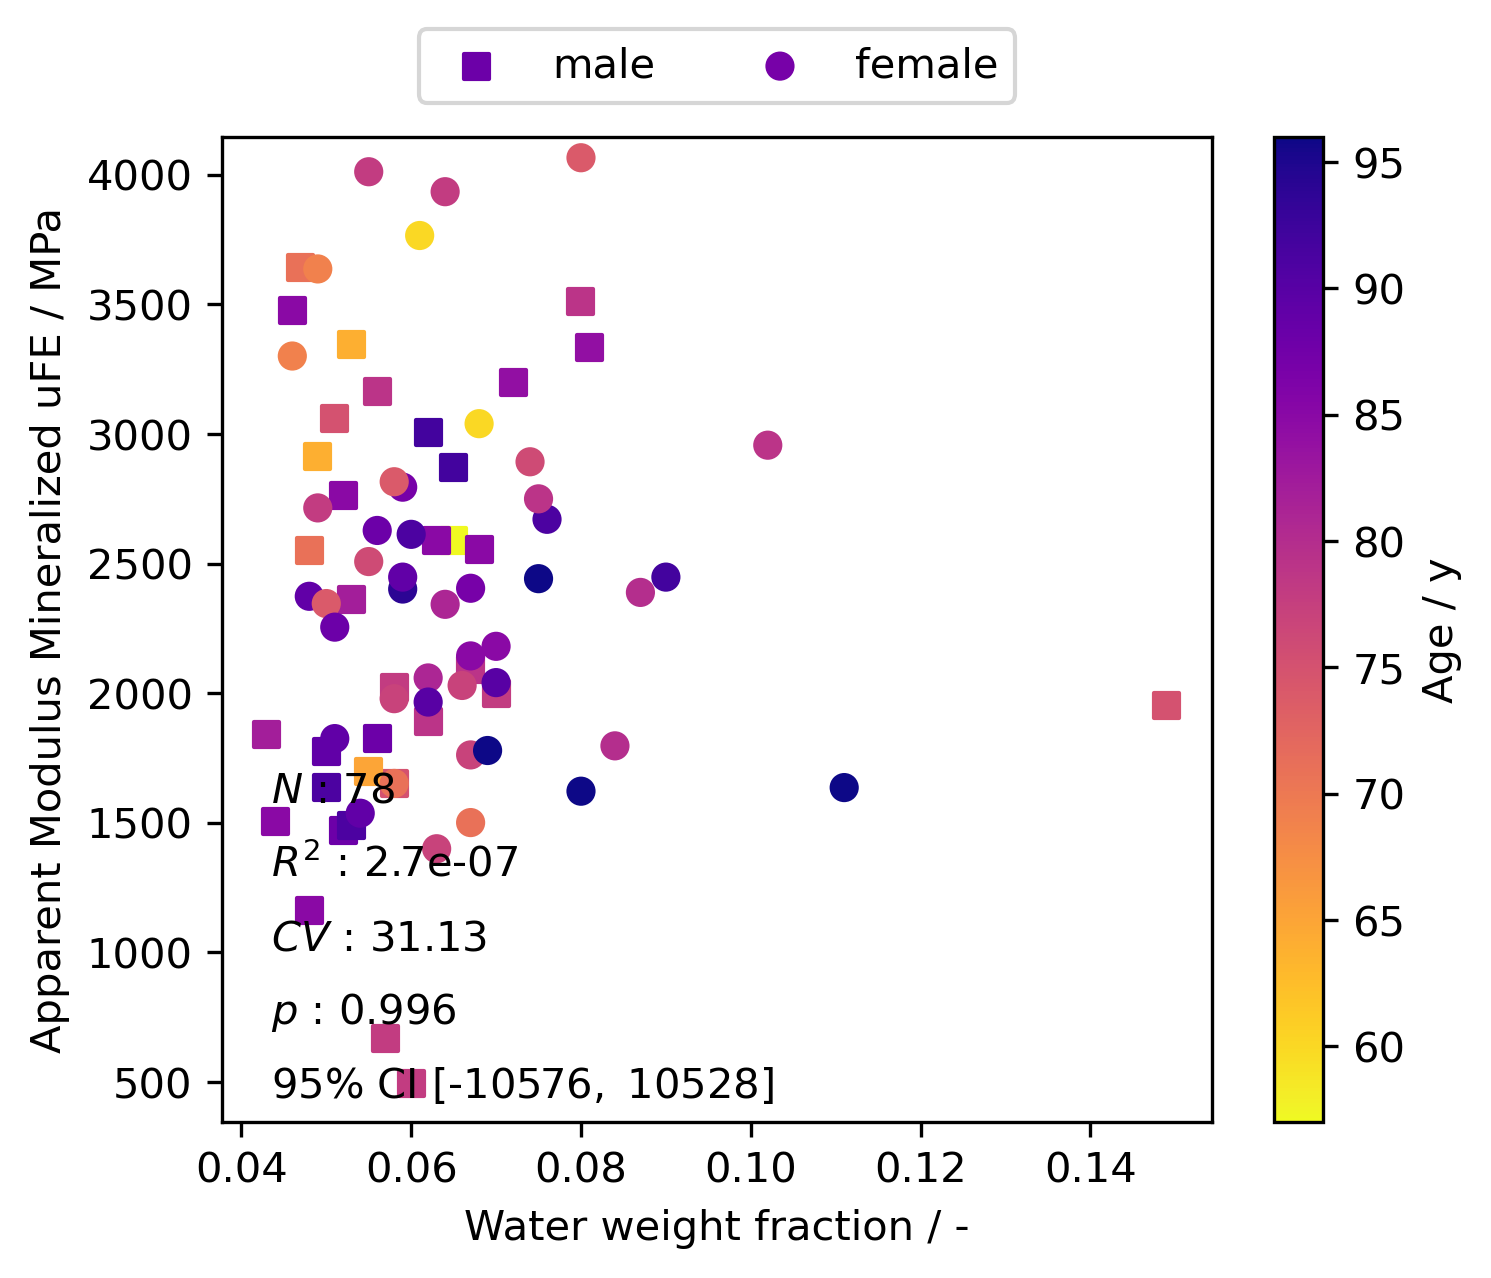 male female
4000
3500
3000
2500
2000
1500
1000
500
Apparent Modulus Mineralized uFE / MPa
N : 78
R² : 2.7e-07
CV : 31.13
p : 0.996
95% CI [-10576, 10528]
0.04 0.06 0.08 0.10 0.12 0.14
Water weight fraction / -
95
90
85
80
75
70
65
60
Age / y